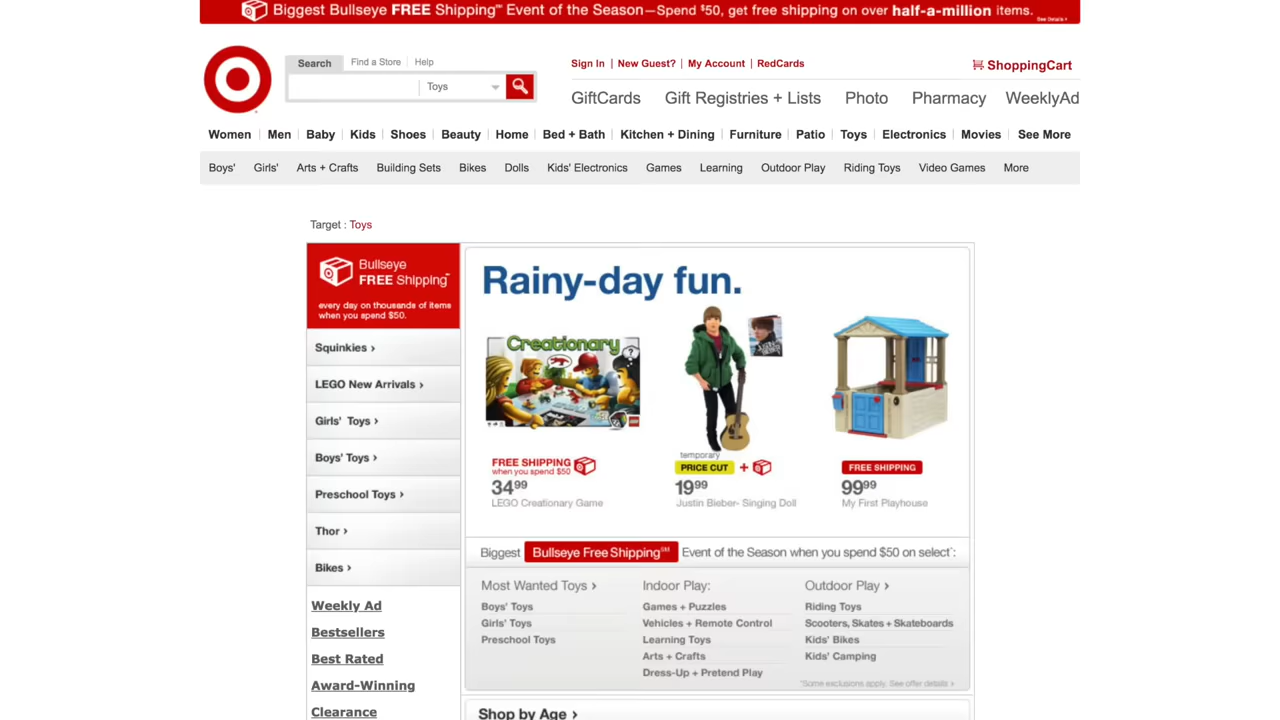 Biggest Bullseye FREE Shipping℠ Event of the Season—Spend $50, get free shipping on over half-a-million items.
See Details ›
Search Find a Store Help
Sign In | New Guest? | My Account | RedCards
ShoppingCart
Toys
GiftCards Gift Registries + Lists Photo Pharmacy WeeklyAd
Women Men Baby Kids Shoes Beauty Home Bed + Bath Kitchen + Dining Furniture Patio Toys Electronics Movies See More
Boys' Girls' Arts + Crafts Building Sets Bikes Dolls Kids' Electronics Games Learning Outdoor Play Riding Toys Video Games More
Target : Toys
Bullseye
FREE Shipping℠
every day on thousands of items
when you spend $50.
Squinkies ›
LEGO New Arrivals ›
Girls' Toys ›
Boys' Toys ›
Preschool Toys ›
Thor ›
Bikes ›
Weekly Ad
Bestsellers
Best Rated
Award-Winning
Clearance
Rainy-day fun.
Creationary
FREE SHIPPING
when you spend $50
34⁹⁹
LEGO Creationary Game
temporary
PRICE CUT +
19⁹⁹
Justin Bieber- Singing Doll
FREE SHIPPING
99⁹⁹
My First Playhouse
Biggest Bullseye Free Shipping℠ Event of the Season when you spend $50 on select*:
Most Wanted Toys ›
Boys' Toys
Girls' Toys
Preschool Toys
Indoor Play:
Games + Puzzles
Vehicles + Remote Control
Learning Toys
Arts + Crafts
Dress-Up + Pretend Play
Outdoor Play ›
Riding Toys
Scooters, Skates + Skateboards
Kids' Bikes
Kids' Camping
*Some exclusions apply. See offer details ›
Shop by Age ›